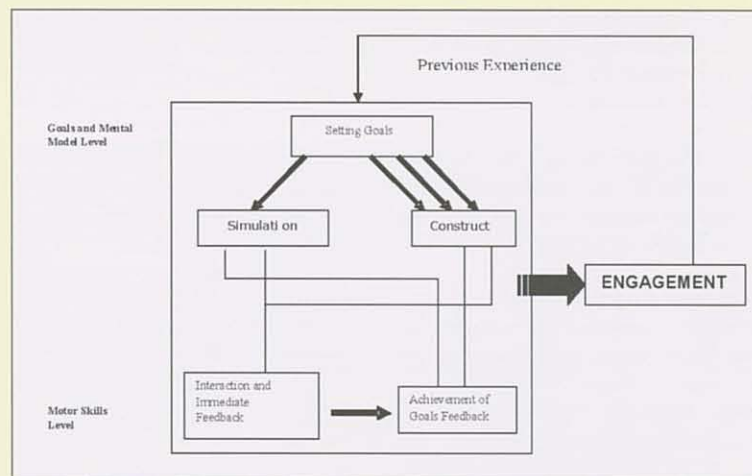 Previous Experience
Goals and Mental
Model Level
Setting Goals
Simulati on
Construct
ENGAGEMENT
Interaction and
Immediate
Feedback
Achievement of
Goals Feedback
Motor Skills
Level